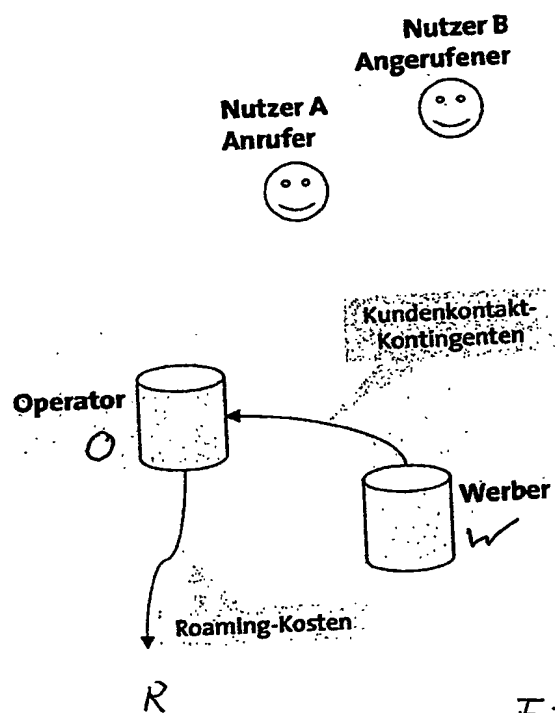 Nutzer B
Angerufener
Nutzer A
Anrufer
Kundenkontakt-
Kontingenten
Operator
O
Werber
W
Roaming-Kosten
R